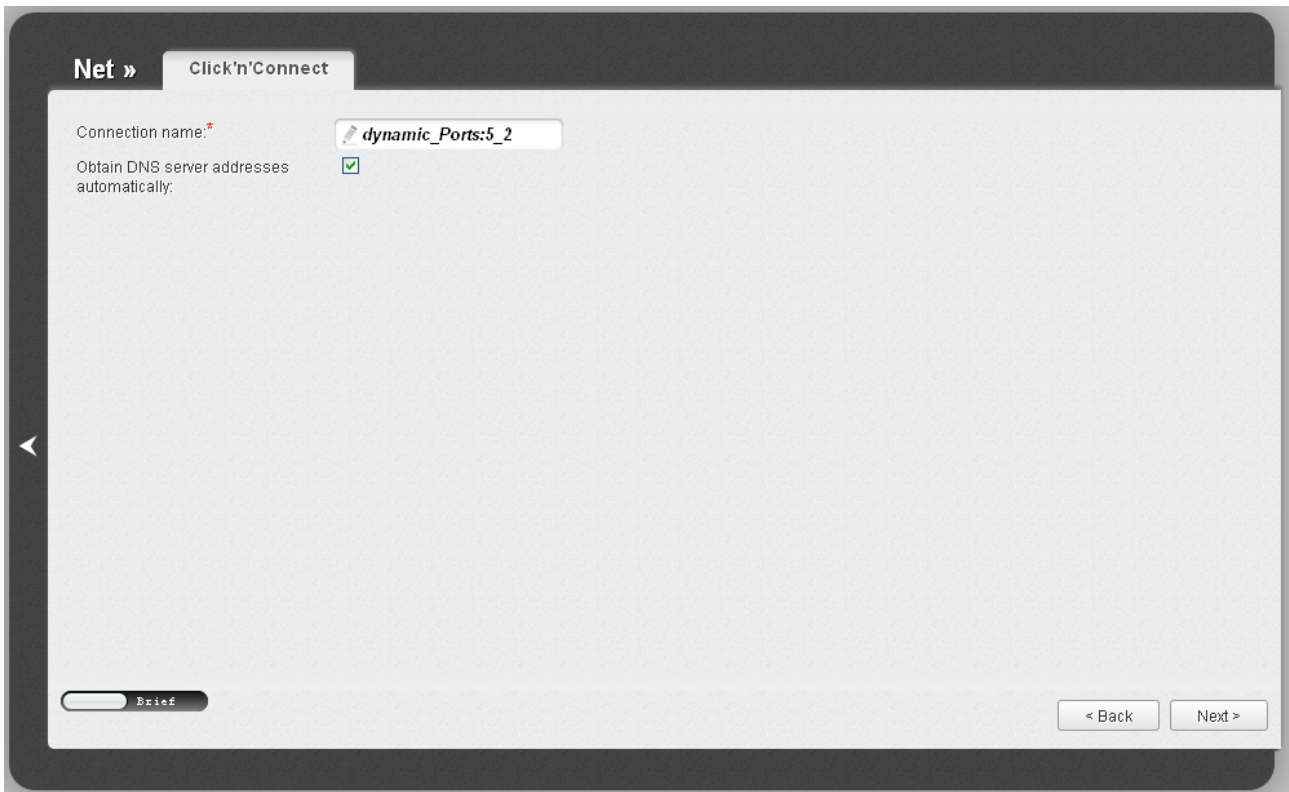 Net »
Click'n'Connect
Connection name:*
dynamic_Ports:5_2
Obtain DNS server addresses
automatically:
Brief
< Back
Next >